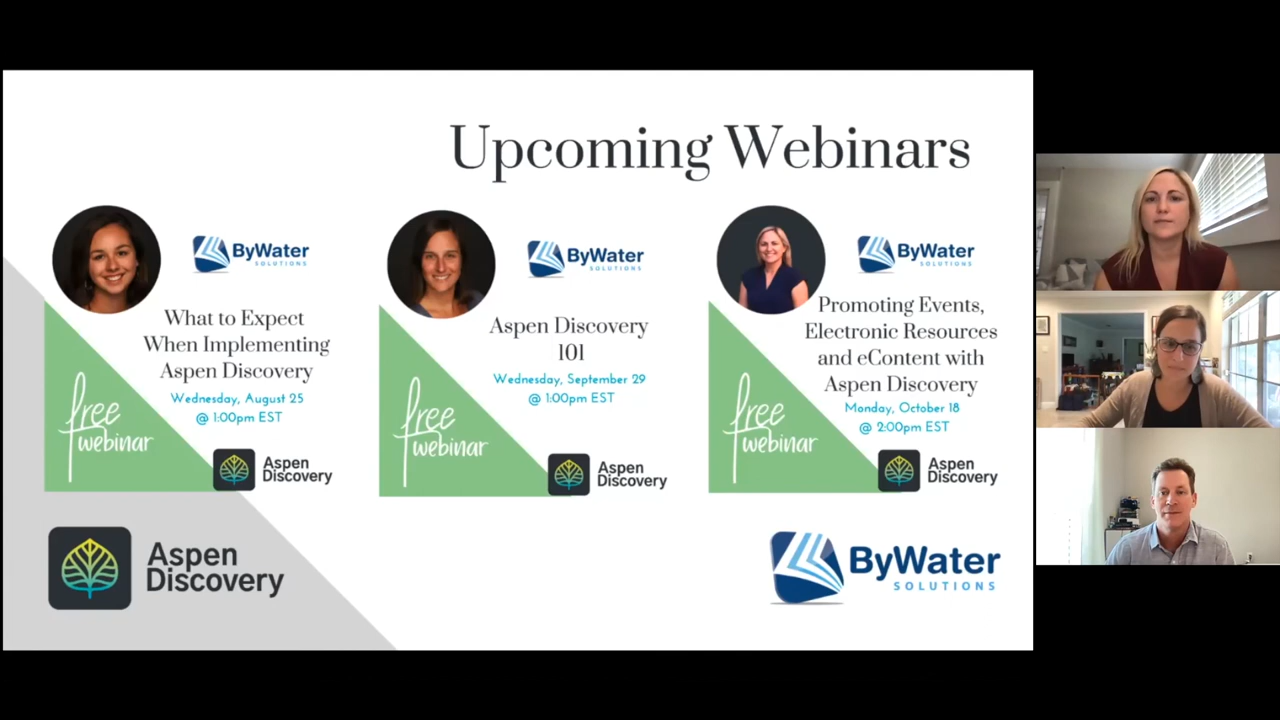 Upcoming Webinars
ByWater
SOLUTIONS
What to Expect
When Implementing
Aspen Discovery
Wednesday, August 25
@ 1:00pm EST
free
webinar
Aspen
Discovery
ByWater
SOLUTIONS
Aspen Discovery
101
Wednesday, September 29
@ 1:00pm EST
free
webinar
Aspen
Discovery
ByWater
SOLUTIONS
Promoting Events,
Electronic Resources
and eContent with
Aspen Discovery
Monday, October 18
@ 2:00pm EST
free
webinar
Aspen
Discovery
Aspen
Discovery
ByWater
SOLUTIONS